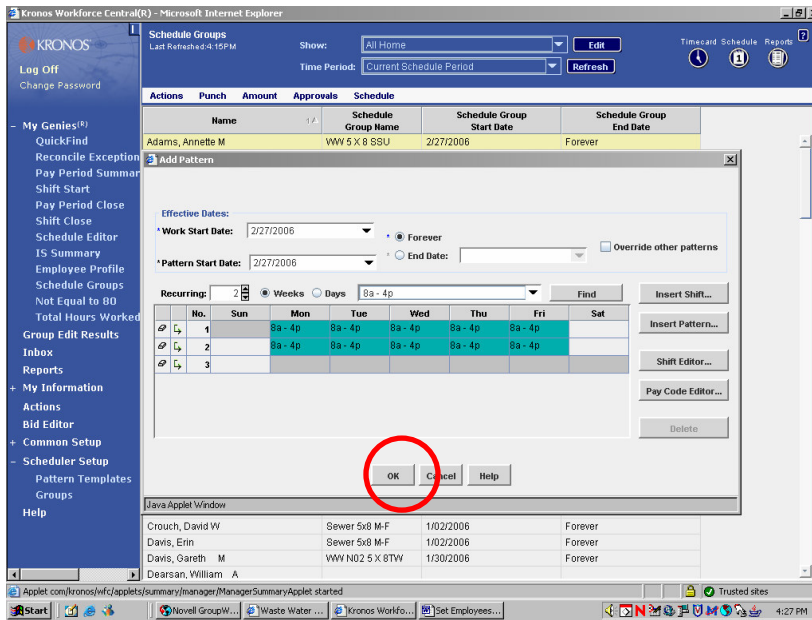 Kronos Workforce Central(R) - Microsoft Internet Explorer
KRONOS
Log Off
Change Password
- My Genies(R)
QuickFind
Reconcile Exception
Pay Period Summar
Shift Start
Pay Period Close
Shift Close
Schedule Editor
IS Summary
Employee Profile
Schedule Groups
Not Equal to 80
Total Hours Worked
Group Edit Results
Inbox
Reports
+ My Information
Actions
Bid Editor
+ Common Setup
- Scheduler Setup
Pattern Templates
Groups
Help
Schedule Groups
Last Refreshed:4:15PM
Show: All Home Edit
Time Period: Current Schedule Period Refresh
Timecard Schedule Reports ?
Actions Punch Amount Approvals Schedule
Name 1 Schedule Group Name Schedule Group Start Date Schedule Group End Date
Adams, Annette M WW 5 X 8 SSU 2/27/2006 Forever
Add Pattern
Effective Dates:
*Work Start Date: 2/27/2006
* Forever
* End Date:
Override other patterns
*Pattern Start Date: 2/27/2006
Recurring: 2 Weeks Days 8a - 4p Find
No. Sun Mon Tue Wed Thu Fri Sat
1 8a - 4p 8a - 4p 8a - 4p 8a - 4p 8a - 4p
2 8a - 4p 8a - 4p 8a - 4p 8a - 4p 8a - 4p
3
Insert Shift...
Insert Pattern...
Shift Editor...
Pay Code Editor...
Delete
OK Cancel Help
Java Applet Window
Crouch, David W Sewer 5x8 M-F 1/02/2006 Forever
Davis, Erin Sewer 5x8 M-F 1/02/2006 Forever
Davis, Gareth M WW N02 5 X 8TW 1/30/2006 Forever
Dearsan, William A
Applet com/kronos/wfc/applets/summary/manager/ManagerSummaryApplet started
Trusted sites
Start Novell GroupW... Waste Water ... Kronos Workfo... Set Employees... 4:27 PM